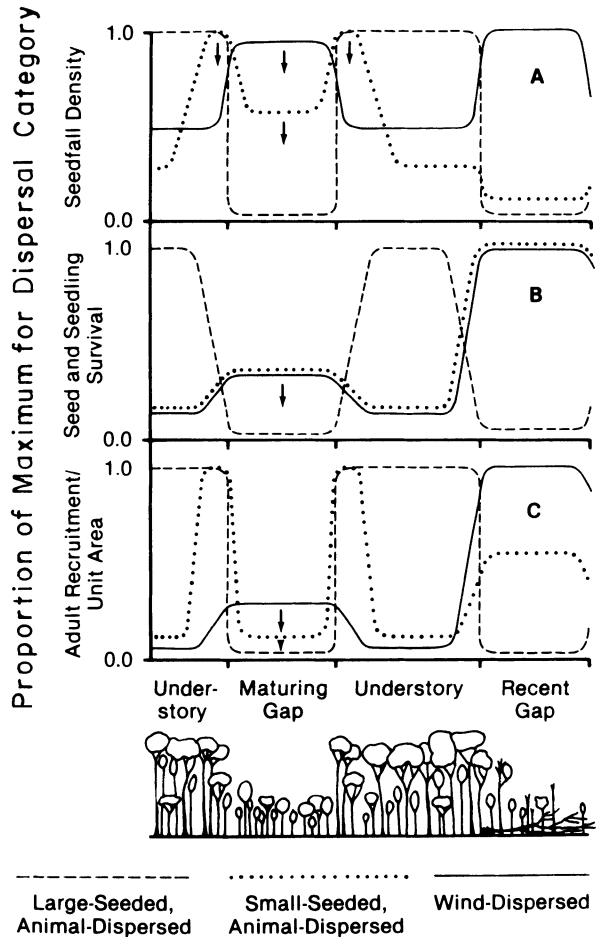 Proportion of Maximum for Dispersal Category
Seedfall Density
1.0
A
0.0
Seed and Seedling
Survival
1.0
B
0.0
Adult Recruitment/
Unit Area
1.0
C
0.0
Under-
story
Maturing
Gap
Understory
Recent
Gap
Large-Seeded,
Animal-Dispersed
Small-Seeded,
Animal-Dispersed
Wind-Dispersed